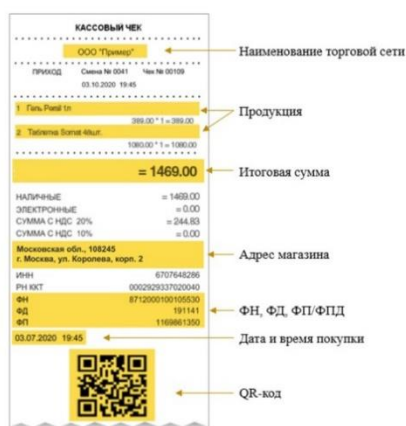 КАССОВЫЙ ЧЕК
ООО "Пример"
Наименование торговой сети
ПРИХОД Смена № 0041 Чек № 00109
03.10.2020 19:45
1 Гель Persil 1л
389.00 * 1 = 389.00
Продукция
2 Таблетка Somat 48шт.
1080.00 * 1 = 1080.00
= 1469.00
Итоговая сумма
НАЛИЧНЫЕ = 1469.00
ЭЛЕКТРОННЫЕ = 0.00
СУММА С НДС 20% = 244.83
СУММА С НДС 10% = 0.00
Московская обл., 108245
г. Москва, ул. Королева, корп. 2
Адрес магазина
ИНН 6707648286
РН ККТ 0002929337020040
ФН 8712000100105530
ФД 191141
ФП 1169861350
ФН, ФД, ФП/ФПД
03.07.2020 19:45
Дата и время покупки
QR-код